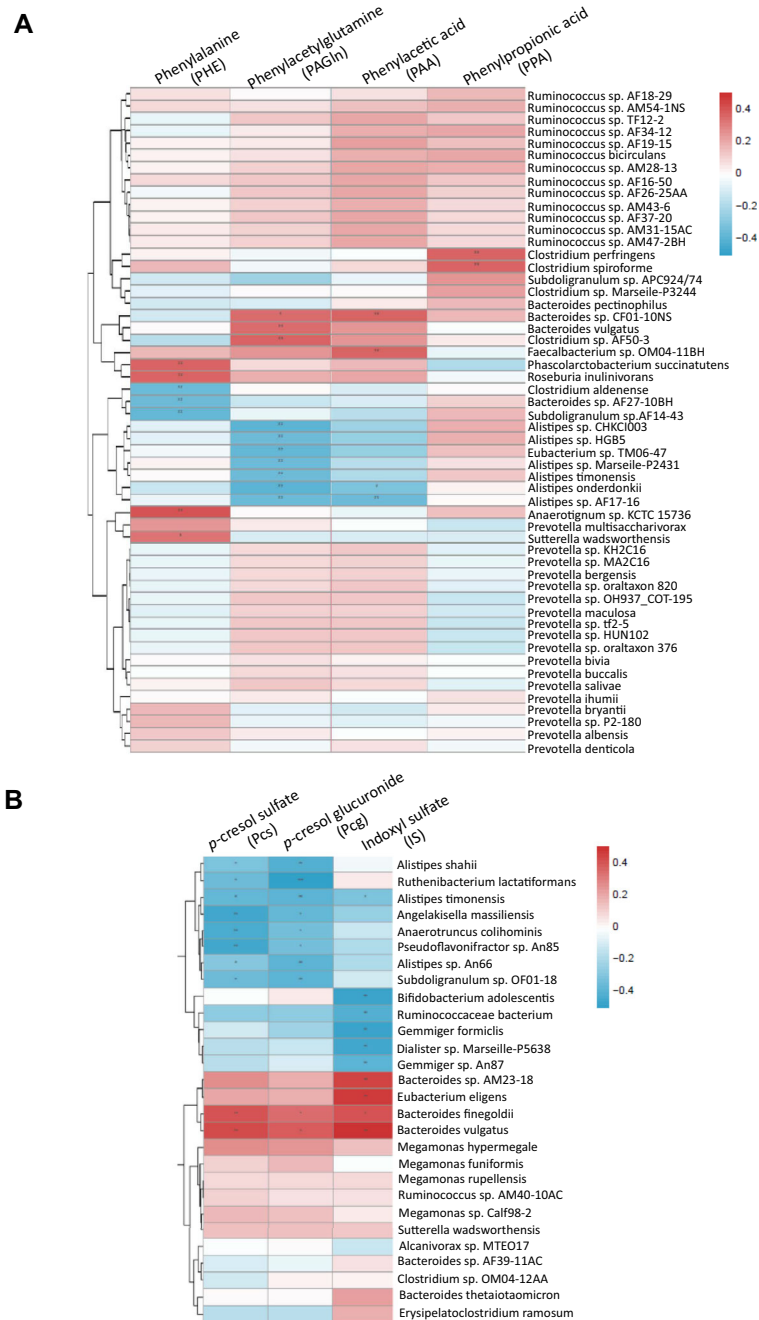 A
Phenylalanine
(PHE)
Phenylacetylglutamine
(PAGln)
Phenylacetic acid
(PAA)
Phenylpropionic acid
(PPA)
Ruminococcus sp. AF18-29
Ruminococcus sp. AM54-1NS
Ruminococcus sp. TF12-2
Ruminococcus sp. AF34-12
Ruminococcus sp. AF19-15
Ruminococcus bicirculans
Ruminococcus sp. AM28-13
Ruminococcus sp. AF16-50
Ruminococcus sp. AF26-25AA
Ruminococcus sp. AM43-6
Ruminococcus sp. AF37-20
Ruminococcus sp. AM31-15AC
Ruminococcus sp. AM47-2BH
Clostridium perfringens
Clostridium spiroforme
Subdoligranulum sp. APC924/74
Clostridium sp. Marseile-P3244
Bacteroides pectinophilus
Bacteroides sp. CF01-10NS
Bacteroides vulgatus
Clostridium sp. AF50-3
Faecalbacterium sp. OM04-11BH
Phascolarctobacterium succinatutens
Roseburia inulinivorans
Clostridium aldenense
Bacteroides sp. AF27-10BH
Subdoligranulum sp.AF14-43
Alistipes sp. CHKCI003
Alistipes sp. HGB5
Eubacterium sp. TM06-47
Alistipes sp. Marseile-P2431
Alistipes timonensis
Alistipes onderdonkii
Alistipes sp. AF17-16
Anaerotignum sp. KCTC 15736
Prevotella multisaccharivorax
Sutterella wadsworthensis
Prevotella sp. KH2C16
Prevotella sp. MA2C16
Prevotella bergensis
Prevotella sp. oraltaxon 820
Prevotella sp. OH937_COT-195
Prevotella maculosa
Prevotella sp. tf2-5
Prevotella sp. HUN102
Prevotella sp. oraltaxon 376
Prevotella bivia
Prevotella buccalis
Prevotella salivae
Prevotella ihumii
Prevotella bryantii
Prevotella sp. P2-180
Prevotella albensis
Prevotella denticola
0.4
0.2
0
−0.2
−0.4
B
p-cresol sulfate
(Pcs)
p-cresol glucuronide
(Pcg)
Indoxyl sulfate
(IS)
Alistipes shahii
Ruthenibacterium lactatiformans
Alistipes timonensis
Angelakisella massiliensis
Anaerotruncus colihominis
Pseudoflavonifractor sp. An85
Alistipes sp. An66
Subdoligranulum sp. OF01-18
Bifidobacterium adolescentis
Ruminococcaceae bacterium
Gemmiger formiclis
Dialister sp. Marseille-P5638
Gemmiger sp. An87
Bacteroides sp. AM23-18
Eubacterium eligens
Bacteroides finegoldii
Bacteroides vulgatus
Megamonas hypermegale
Megamonas funiformis
Megamonas rupellensis
Ruminococcus sp. AM40-10AC
Megamonas sp. Calf98-2
Sutterella wadsworthensis
Alcanivorax sp. MTEO17
Bacteroides sp. AF39-11AC
Clostridium sp. OM04-12AA
Bacteroides thetaiotaomicron
Erysipelatoclostridium ramosum
0.4
0.2
0
−0.2
−0.4